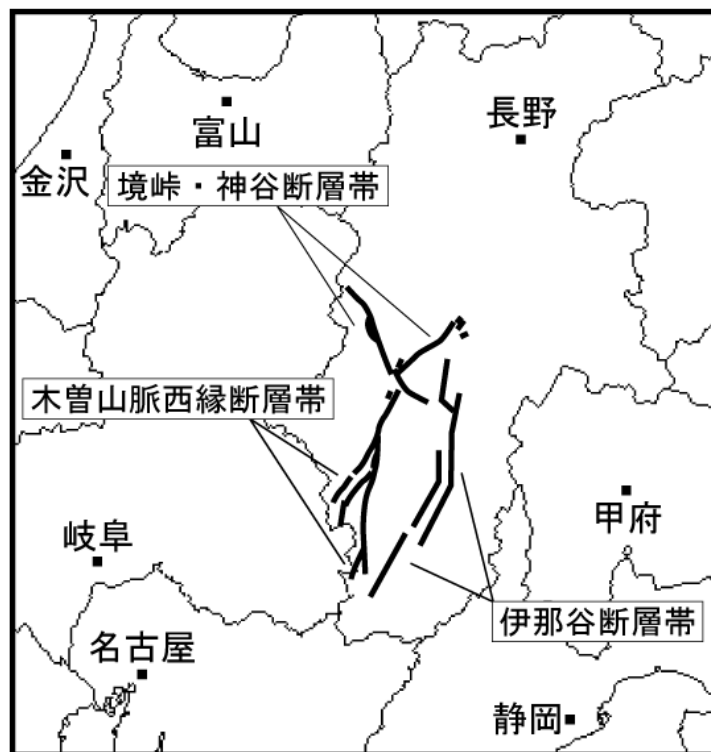 長野
富山
金沢
境峠・神谷断層帯
木曽山脈西縁断層帯
甲府
岐阜
伊那谷断層帯
名古屋
静岡